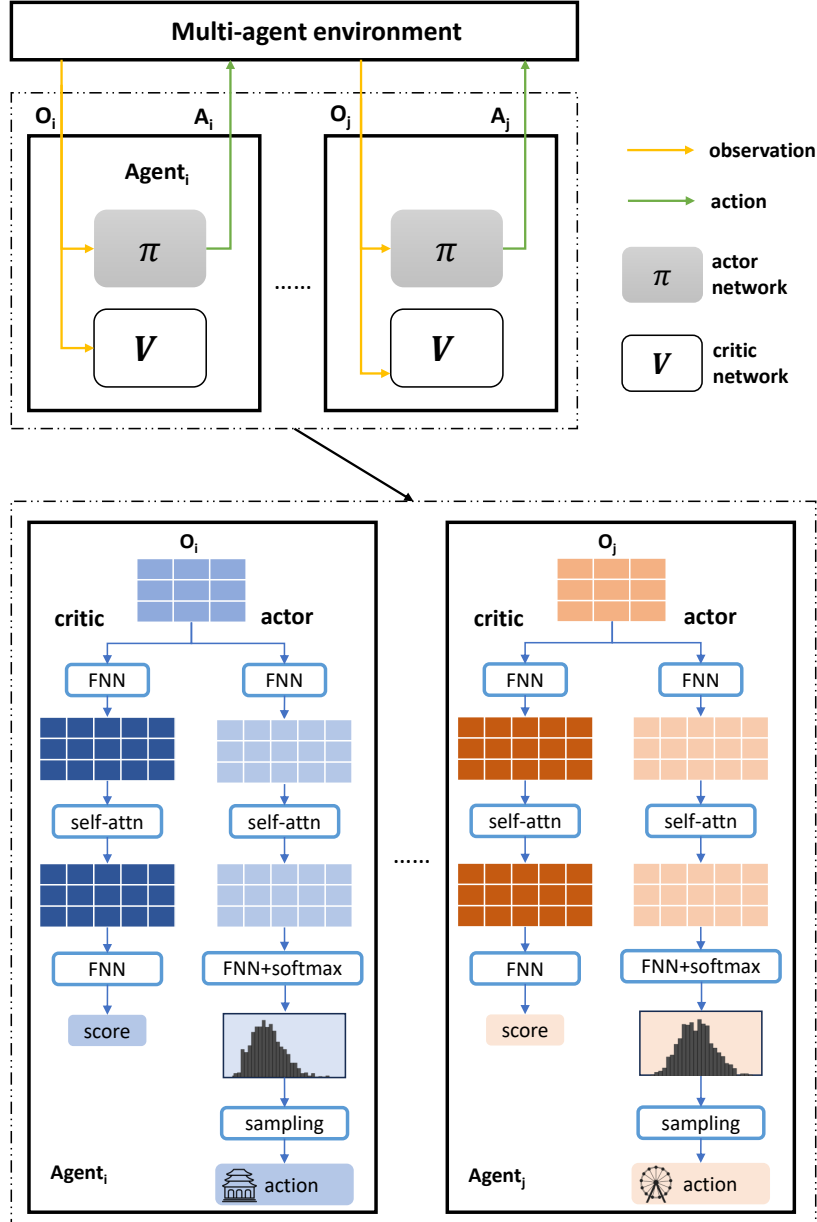 Multi-agent environment
Oi
Ai
Oj
Aj
Agenti
π
V
……
π
V
observation
action
π
actor
network
V
critic
network
Oi
critic
actor
FNN
FNN
self-attn
self-attn
FNN
FNN+softmax
score
sampling
Agenti
action
……
Oj
critic
actor
FNN
FNN
self-attn
self-attn
FNN
FNN+softmax
score
sampling
Agentj
action